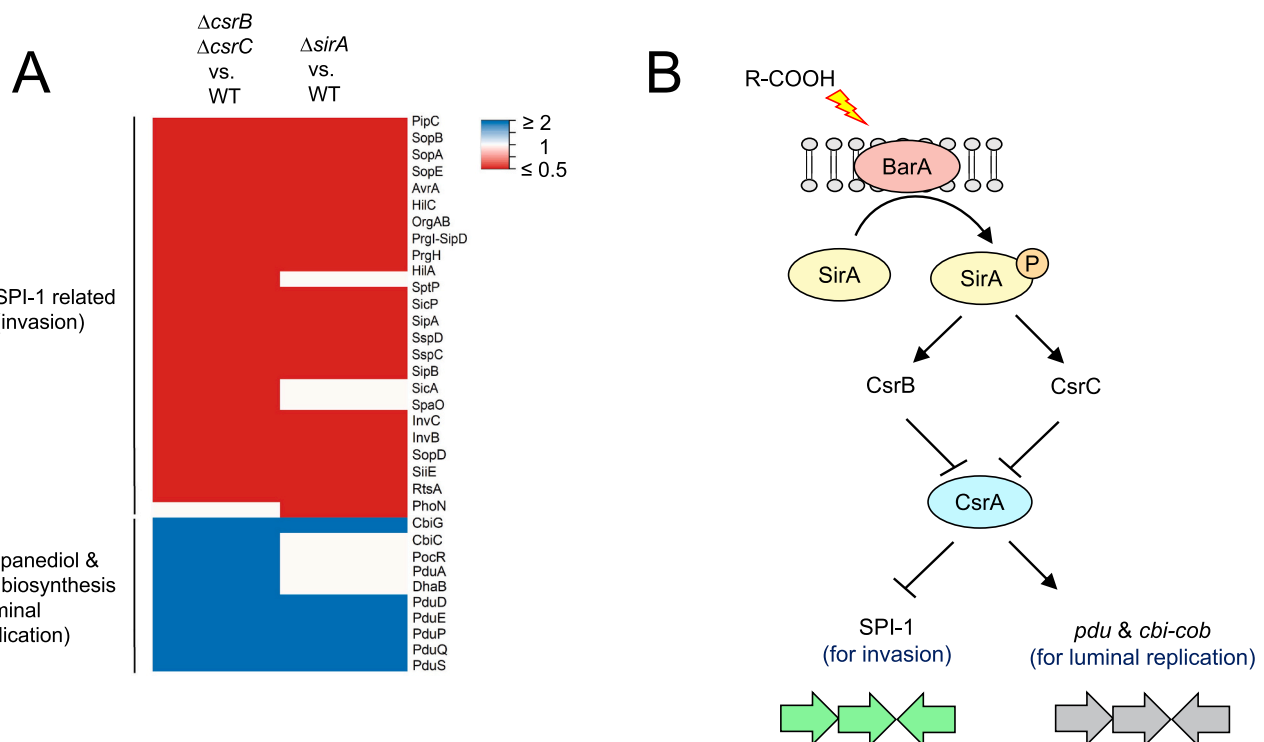 A
ΔcsrB
ΔcsrC
vs.
WT
ΔsirA
vs.
WT
≥ 2
1
≤ 0.5
SPI-1 related
invasion)
PipC
SopB
SopA
SopE
AvrA
HilC
OrgAB
PrgI-SipD
PrgH
HilA
SptP
SicP
SipA
SspD
SspC
SipB
SicA
SpaO
InvC
InvB
SopD
SiiE
RtsA
PhoN
panediol &
biosynthesis
minal
lication)
CbiG
CbiC
PocR
PduA
DhaB
PduD
PduE
PduP
PduQ
PduS
B
R-COOH
BarA
SirA
SirA
P
CsrB
CsrC
CsrA
SPI-1
(for invasion)
pdu & cbi-cob
(for luminal replication)